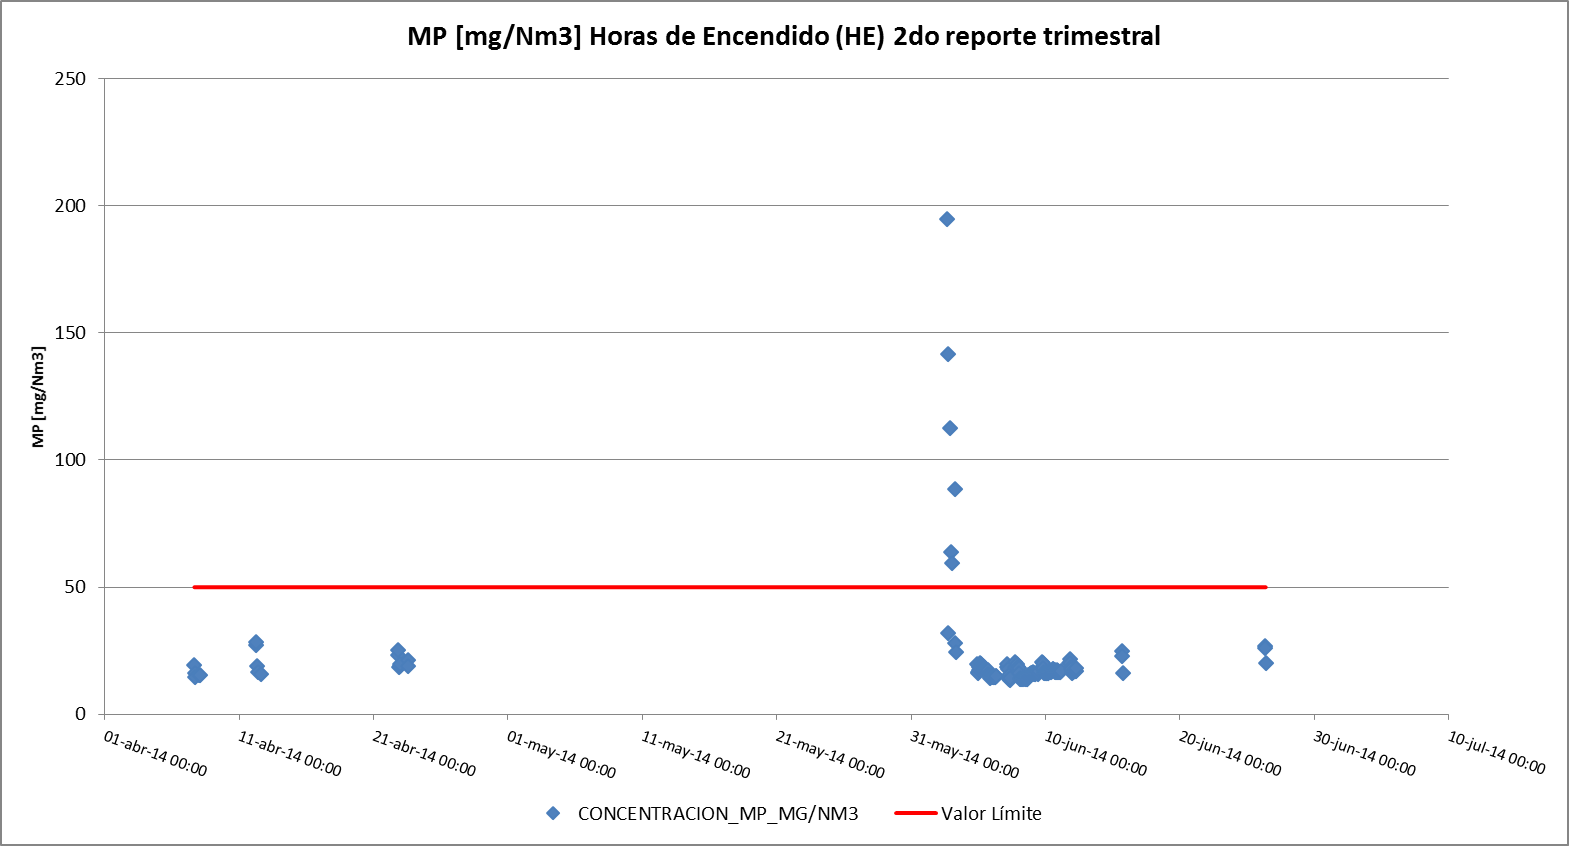 MP [mg/Nm3] Horas de Encendido (HE) 2do reporte trimestral
MP [mg/Nm3]
250
200
150
100
50
0
01-abr-14 00:00
11-abr-14 00:00
21-abr-14 00:00
01-may-14 00:00
11-may-14 00:00
21-may-14 00:00
31-may-14 00:00
10-jun-14 00:00
20-jun-14 00:00
30-jun-14 00:00
10-jul-14 00:00
CONCENTRACION_MP_MG/NM3
Valor Límite